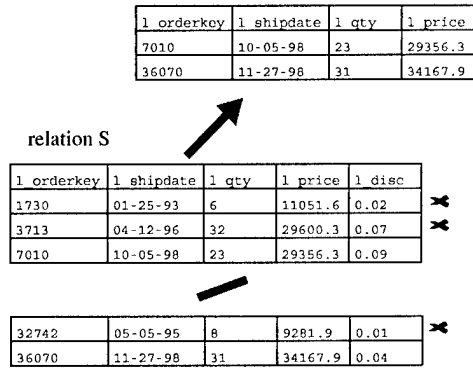 l_orderkey l_shipdate l_qty l_price
7010 10-05-98 23 29356.3
36070 11-27-98 31 34167.9
relation S
l_orderkey l_shipdate l_qty l_price l_disc
1730 01-25-93 6 11051.6 0.02
3713 04-12-96 32 29600.3 0.07
7010 10-05-98 23 29356.3 0.09
32742 05-05-95 8 9281.9 0.01
36070 11-27-98 31 34167.9 0.04